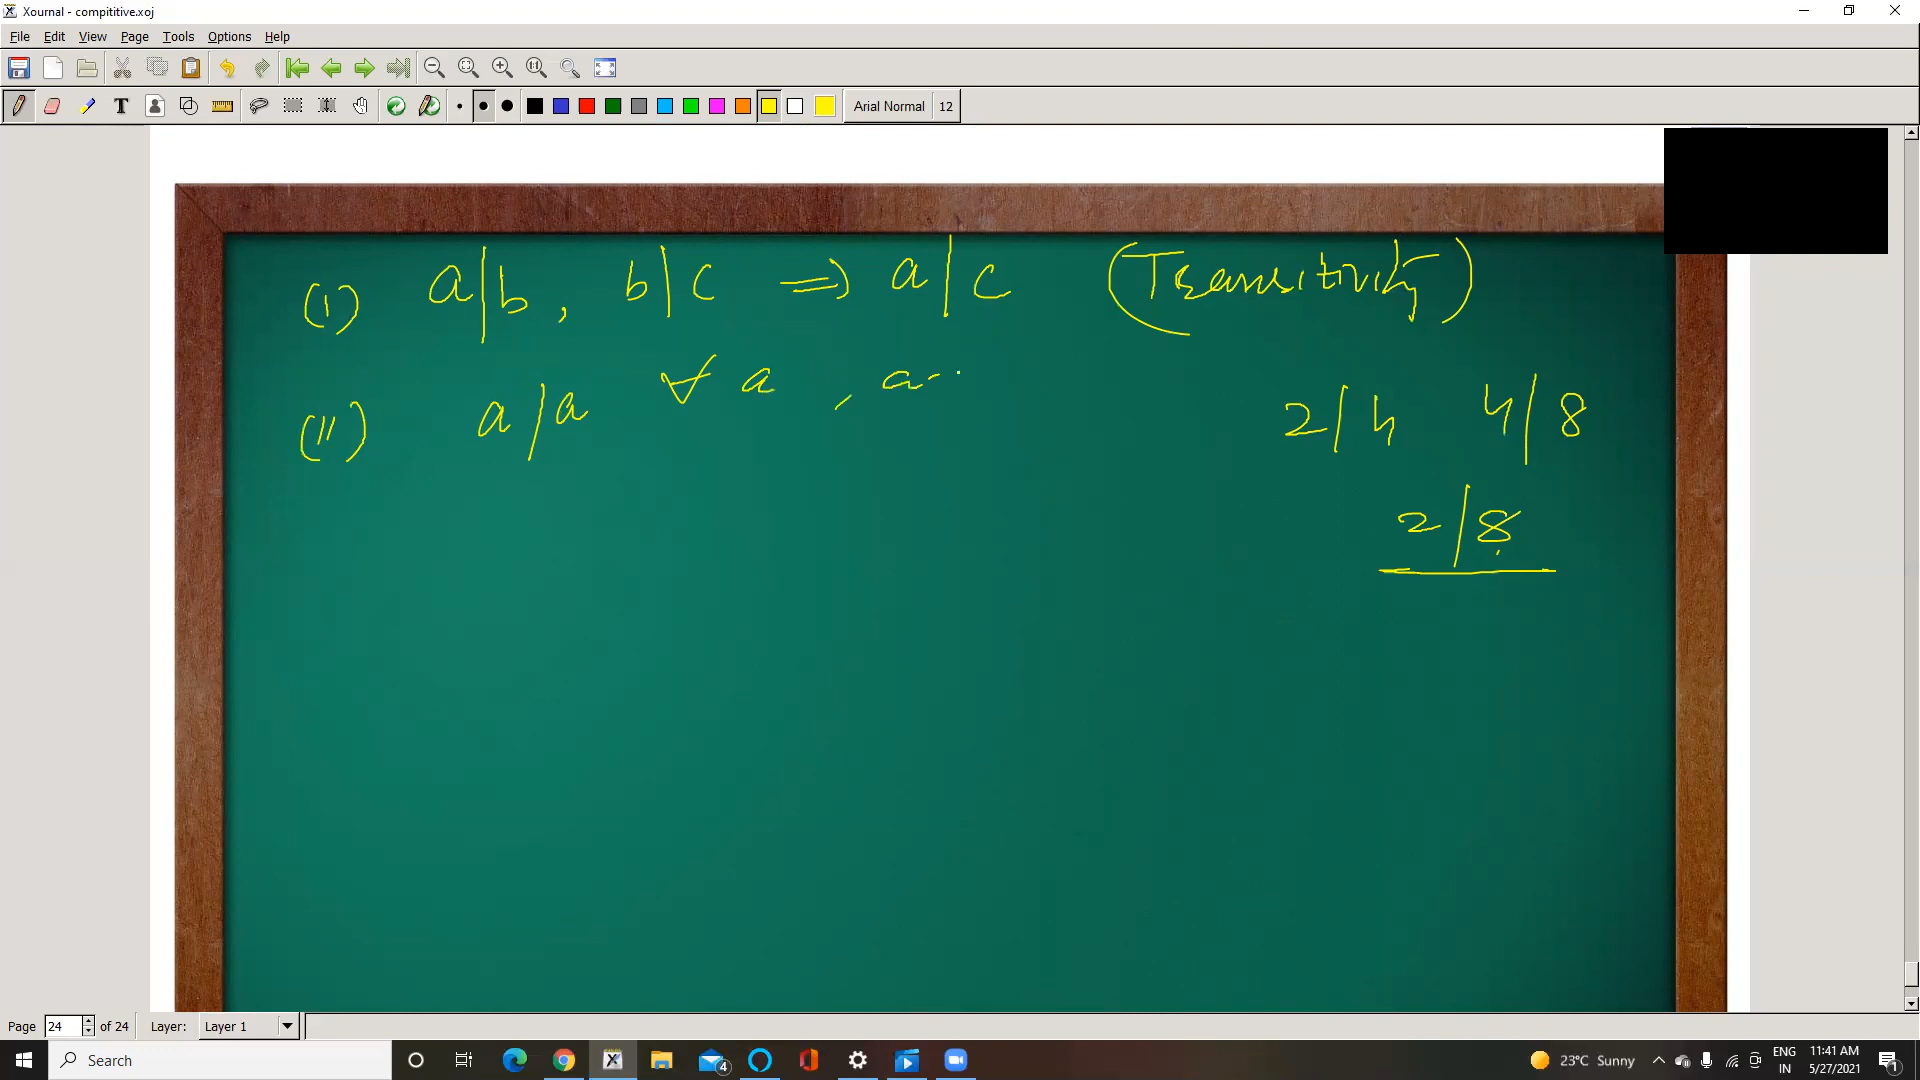 Xournal - compititive.xoj
File Edit View Page Tools Options Help
Arial Normal 12
(I) a|b, b|c ⇒ a|c (Transitivity)
(II) a/a ∀ a , a
2|4 4|8
2|8
Page 24 of 24 Layer: Layer 1
Search
4
23°C Sunny
ENG
IN
11:41 AM
5/27/2021
1